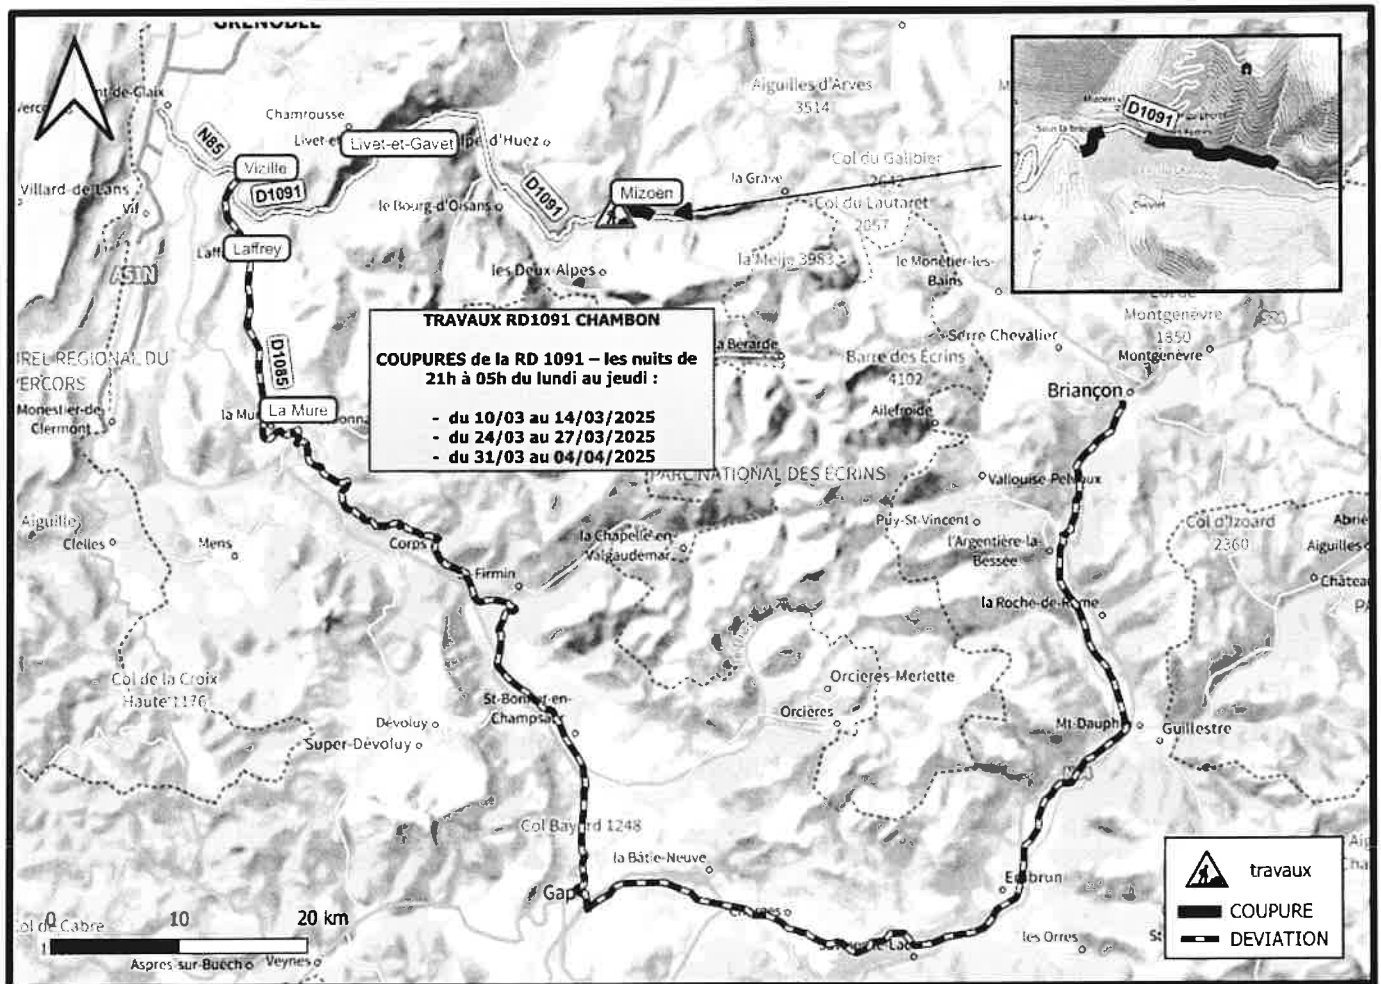 GRENOBLE
Aiguilles d'Arves
3514
Chamrousse
N85
Livet-et-Gavet
d'Huez
Vizille
D1091
Col du Galibier
2642
la Grave
Mizoën
Villard-de-Lans
Vif
le Bourg-d'Oisans
D1091
Col du Lautaret
2057
Laffrey
la Meije 3983
le Monêtier-les-
Bains
les Deux-Alpes
D1091
Mizoen
TRAVAUX RD1091 CHAMBON
COUPURES de la RD 1091 – les nuits de
21h à 05h du lundi au jeudi :
- du 10/03 au 14/03/2025
- du 24/03 au 27/03/2025
- du 31/03 au 04/04/2025
Montgenèvre
1850
Serre Chevalier
Montgenèvre
la Bérarde
Barre des Écrins
4102
D1085
Briançon
Monestier-de-
Clermont
La Mure
Ailefroide
PARC NATIONAL DES ÉCRINS
Vallouise-Pelvoux
Puy-St-Vincent
l'Argentière-la-
Bessée
Col d'Izoard
2360
Aiguilles
Clelles
Mens
Corps
la Chapelle-en-
Valgaudemar
Firmin
la Roche-de-Rame
Col de la Croix
Haute 1176
Orcières-Merlette
Orcières
St-Bonnet-en-
Champsaur
Dévoluy
Super-Dévoluy
Mt-Dauphin
Guillestre
Col Bayard 1248
la Bâtie-Neuve
Gap
Embrun
les Orres
0 10 20 km
Aspres-sur-Buëch
Veynes
travaux
COUPURE
DEVIATION